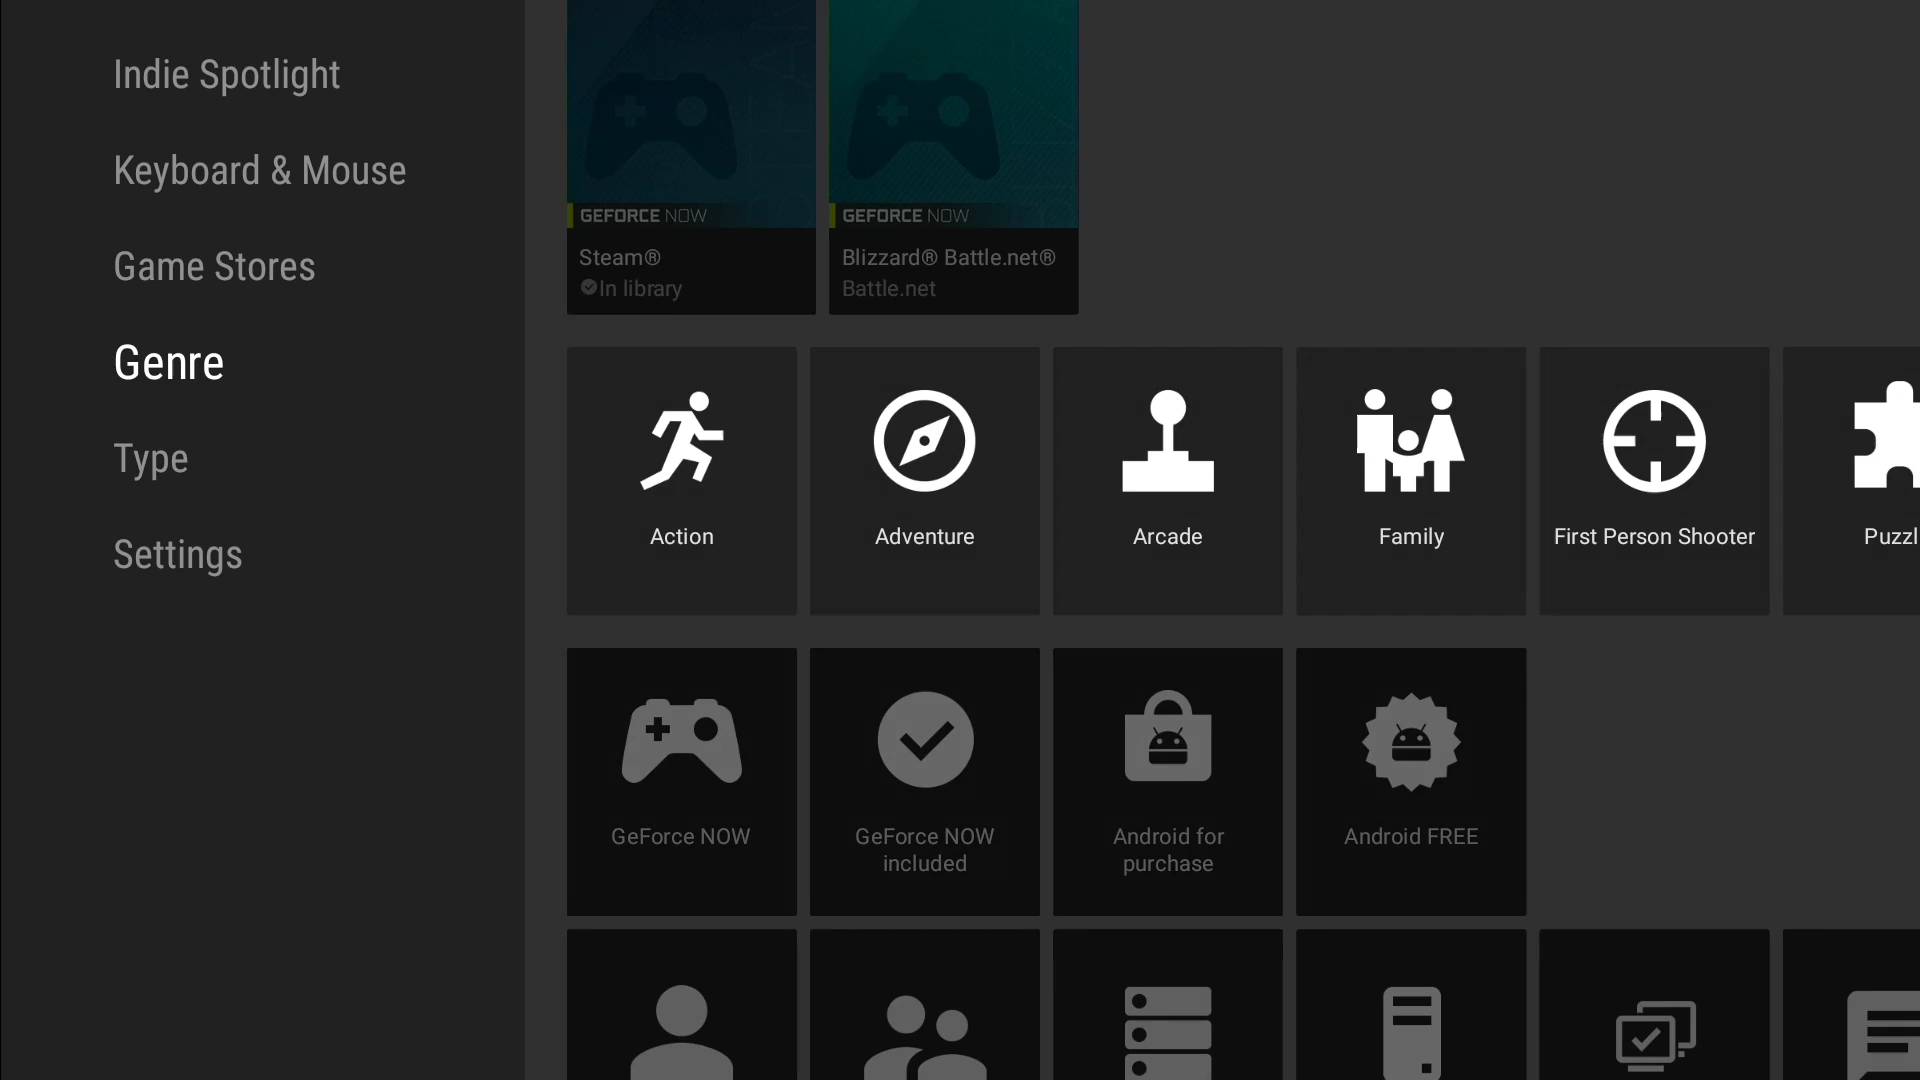 Indie Spotlight
Keyboard & Mouse
Game Stores
Genre
Type
Settings
GEFORCE NOW
Steam®
In library
GEFORCE NOW
Blizzard® Battle.net®
Battle.net
Action
Adventure
Arcade
Family
First Person Shooter
Puzzl
GeForce NOW
GeForce NOW
included
Android for
purchase
Android FREE